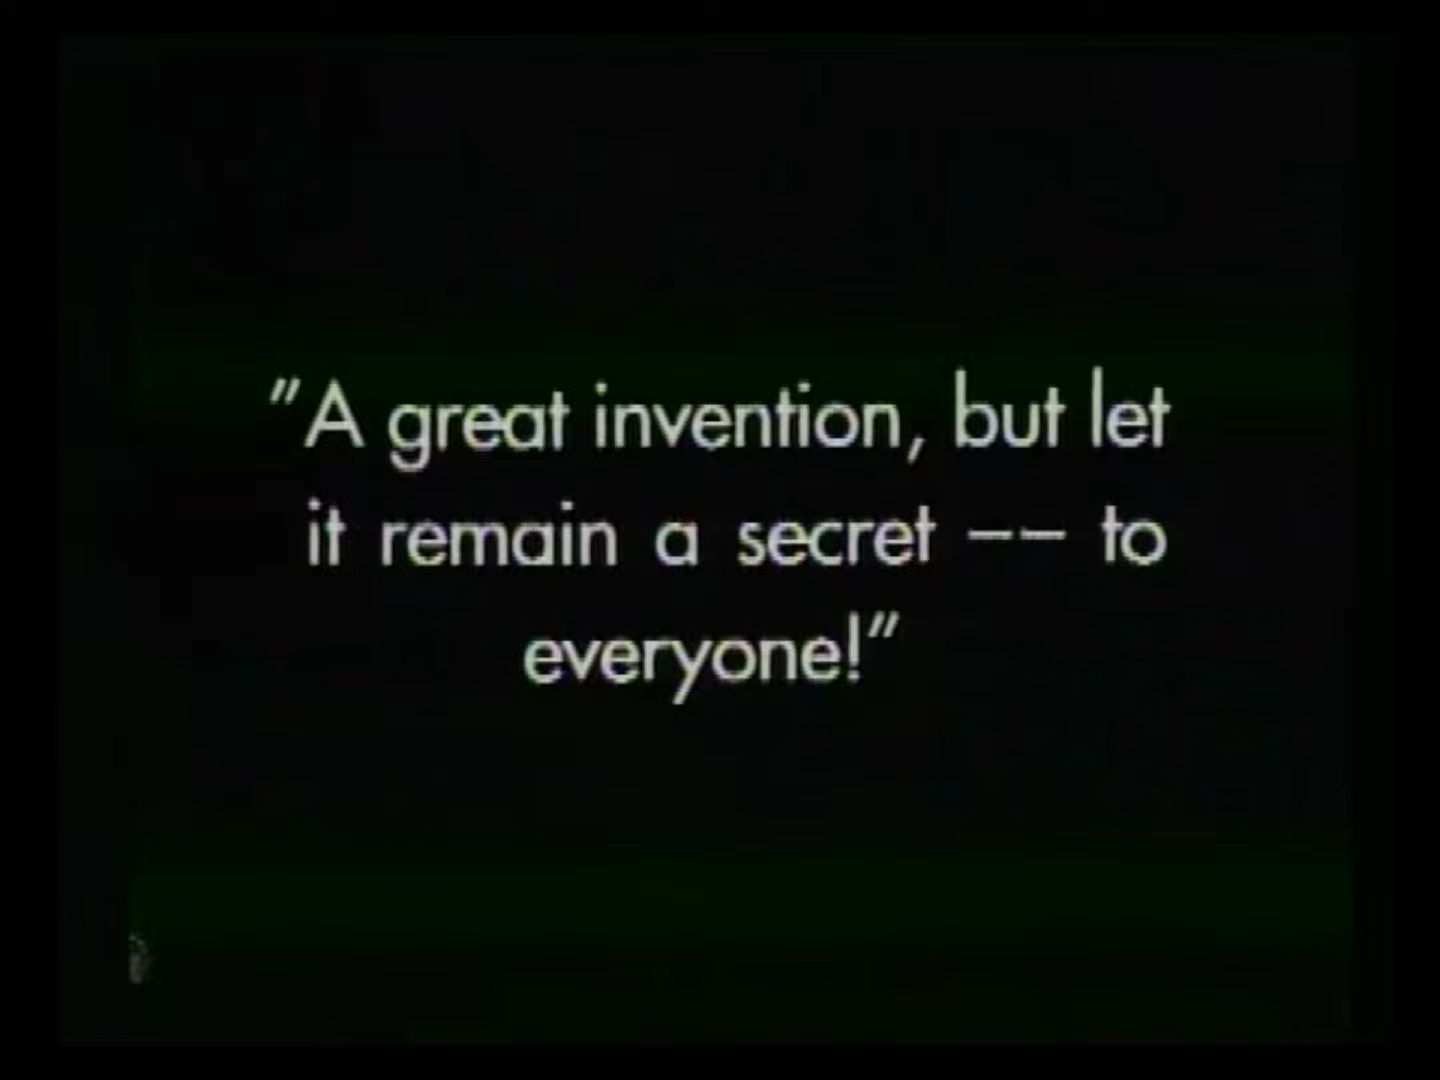 "A great invention, but let
it remain a secret -- to
everyone!"